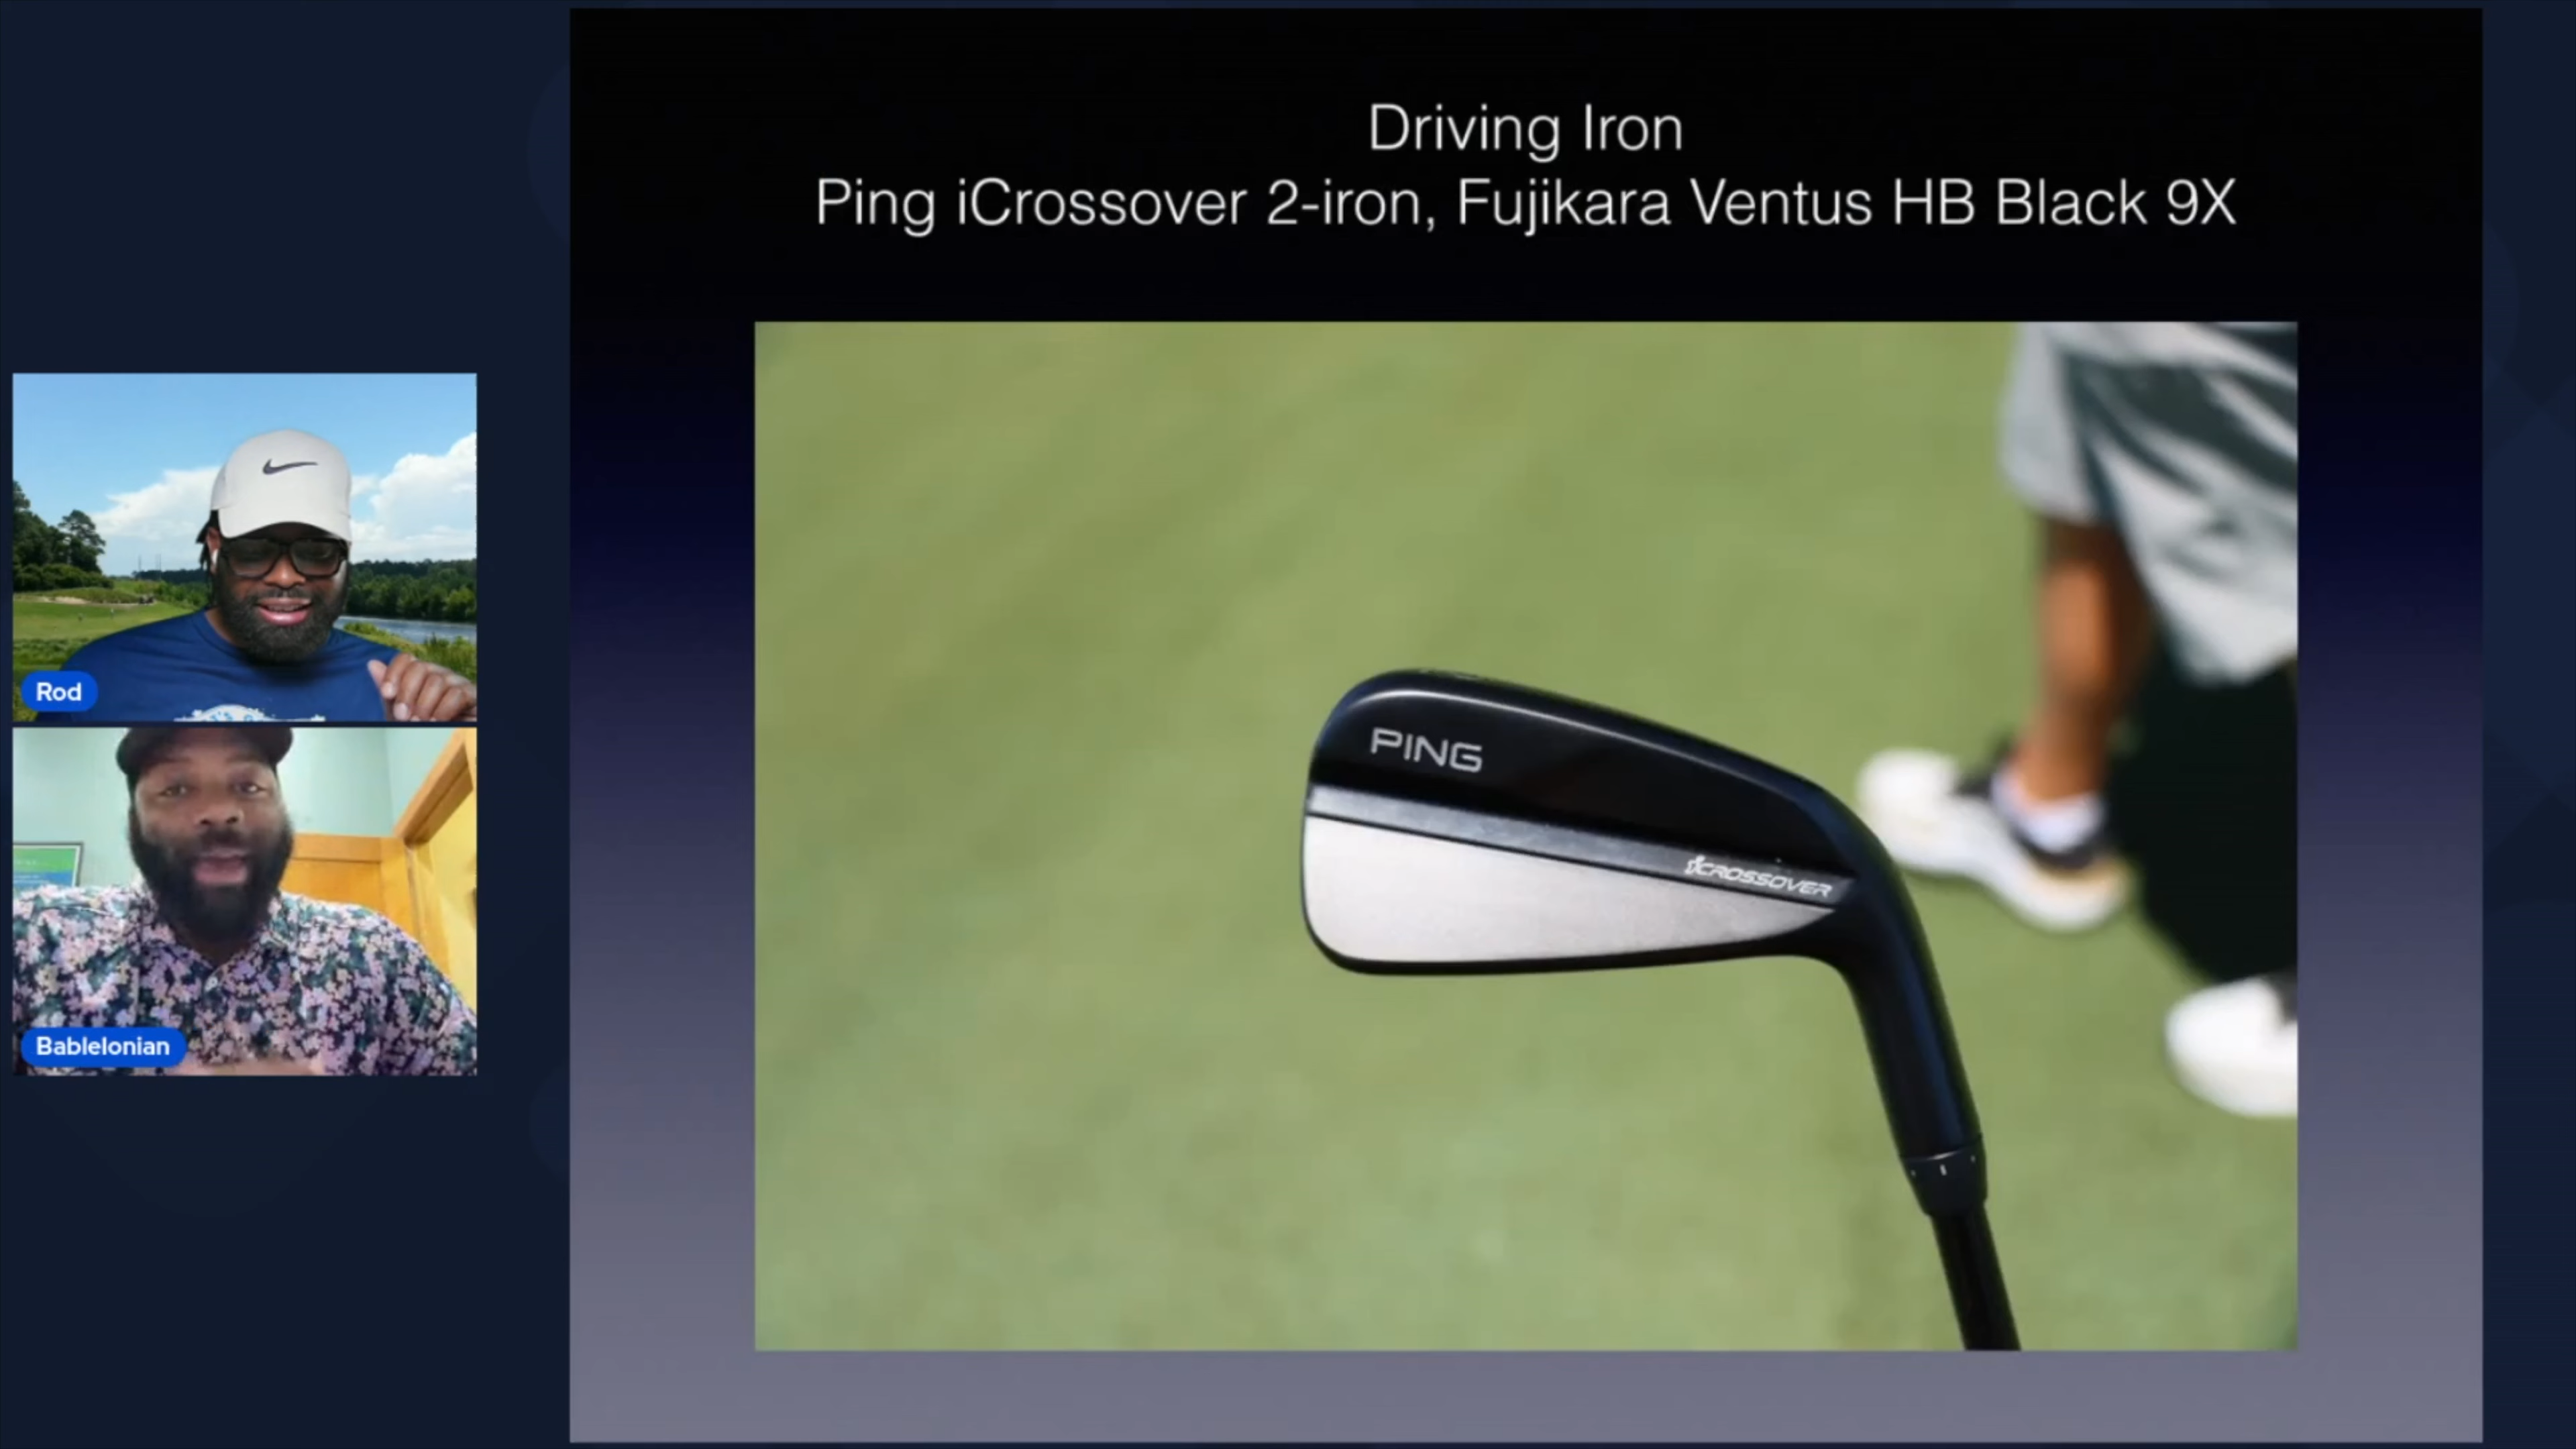 Driving Iron
Ping iCrossover 2-iron, Fujikara Ventus HB Black 9X
Rod
Bablelonian
PING
iCROSSOVER